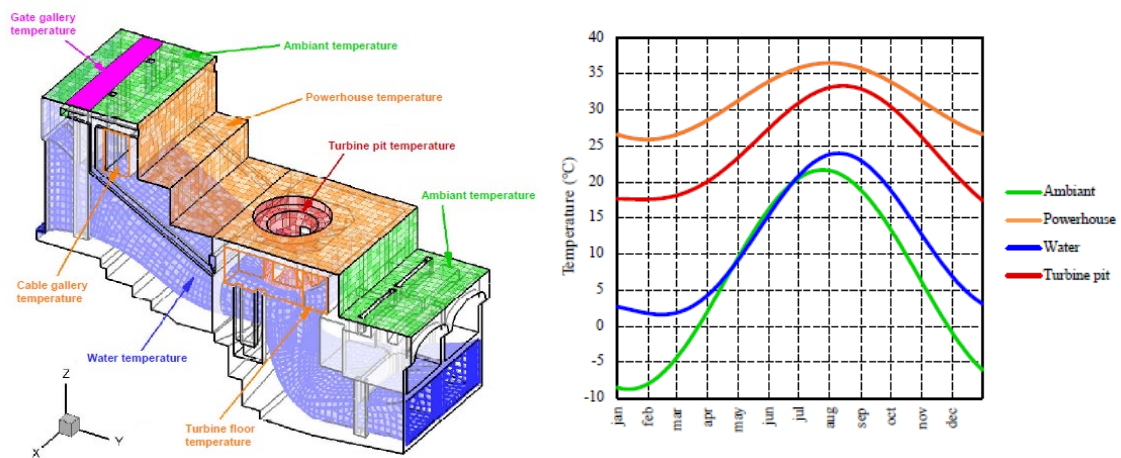 Gate gallery
temperature
Ambiant temperature
Powerhouse temperature
Turbine pit temperature
Ambiant temperature
Cable gallery
temperature
Water temperature
Turbine floor
temperature
Z
X
Y
Temperature (°C)
40
35
30
25
20
15
10
5
0
-5
-10
jan
feb
mar
apr
may
jun
jul
aug
sep
oct
nov
dec
Ambiant
Powerhouse
Water
Turbine pit